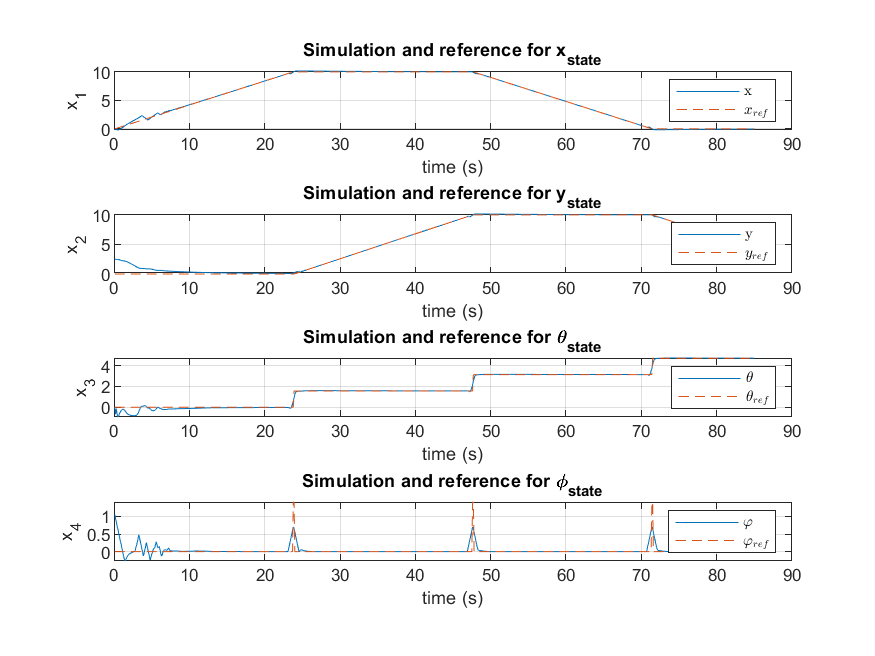 Simulation and reference for x_state
10
5
0
x_1
x
x_ref
0 10 20 30 40 50 60 70 80 90
time (s)
Simulation and reference for y_state
10
5
0
x_2
y
y_ref
0 10 20 30 40 50 60 70 80 90
time (s)
Simulation and reference for θ_state
4
2
0
x_3
θ
θ_ref
0 10 20 30 40 50 60 70 80 90
time (s)
Simulation and reference for ϕ_state
1
0.5
0
x_4
φ
φ_ref
0 10 20 30 40 50 60 70 80 90
time (s)